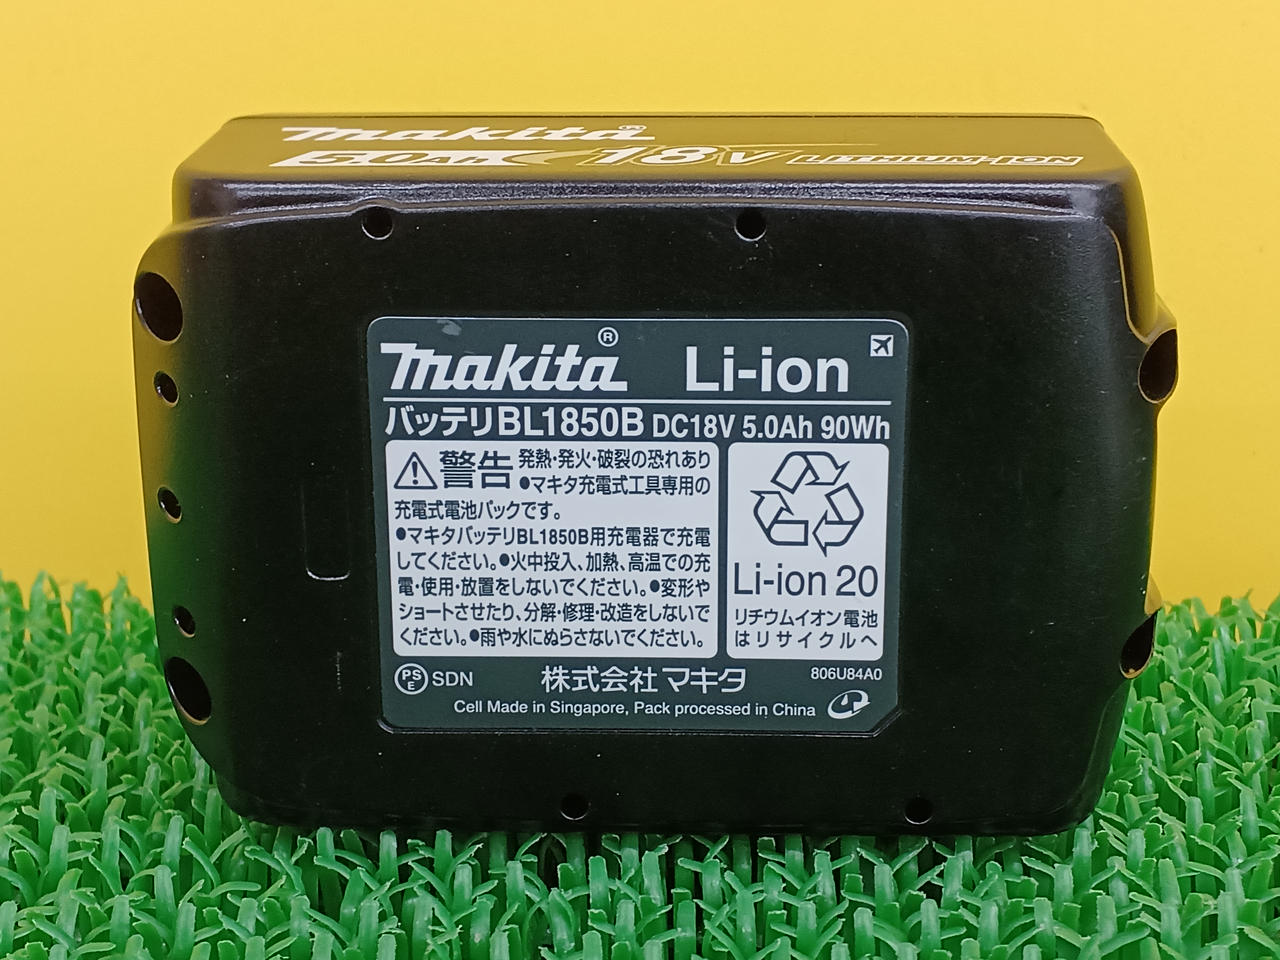 makita®
5.0Ah 18V LITHIUM-ION
makita® Li-ion
バッテリBL1850B DC18V 5.0Ah 90Wh
警告 発熱・発火・破裂の恐れあり
●マキタ充電式工具専用の
充電式電池パックです。
●マキタバッテリBL1850B用充電器で充電
してください。●火中投入、加熱、高温での充
電・使用・放置をしないでください。●変形や
ショートさせたり、分解・修理・改造をしないで
ください。●雨や水にぬらさないでください。
Li-ion 20
リチウムイオン電池
はリサイクルへ
PSE SDN 株式会社マキタ 806U84A0
Cell Made in Singapore, Pack processed in China